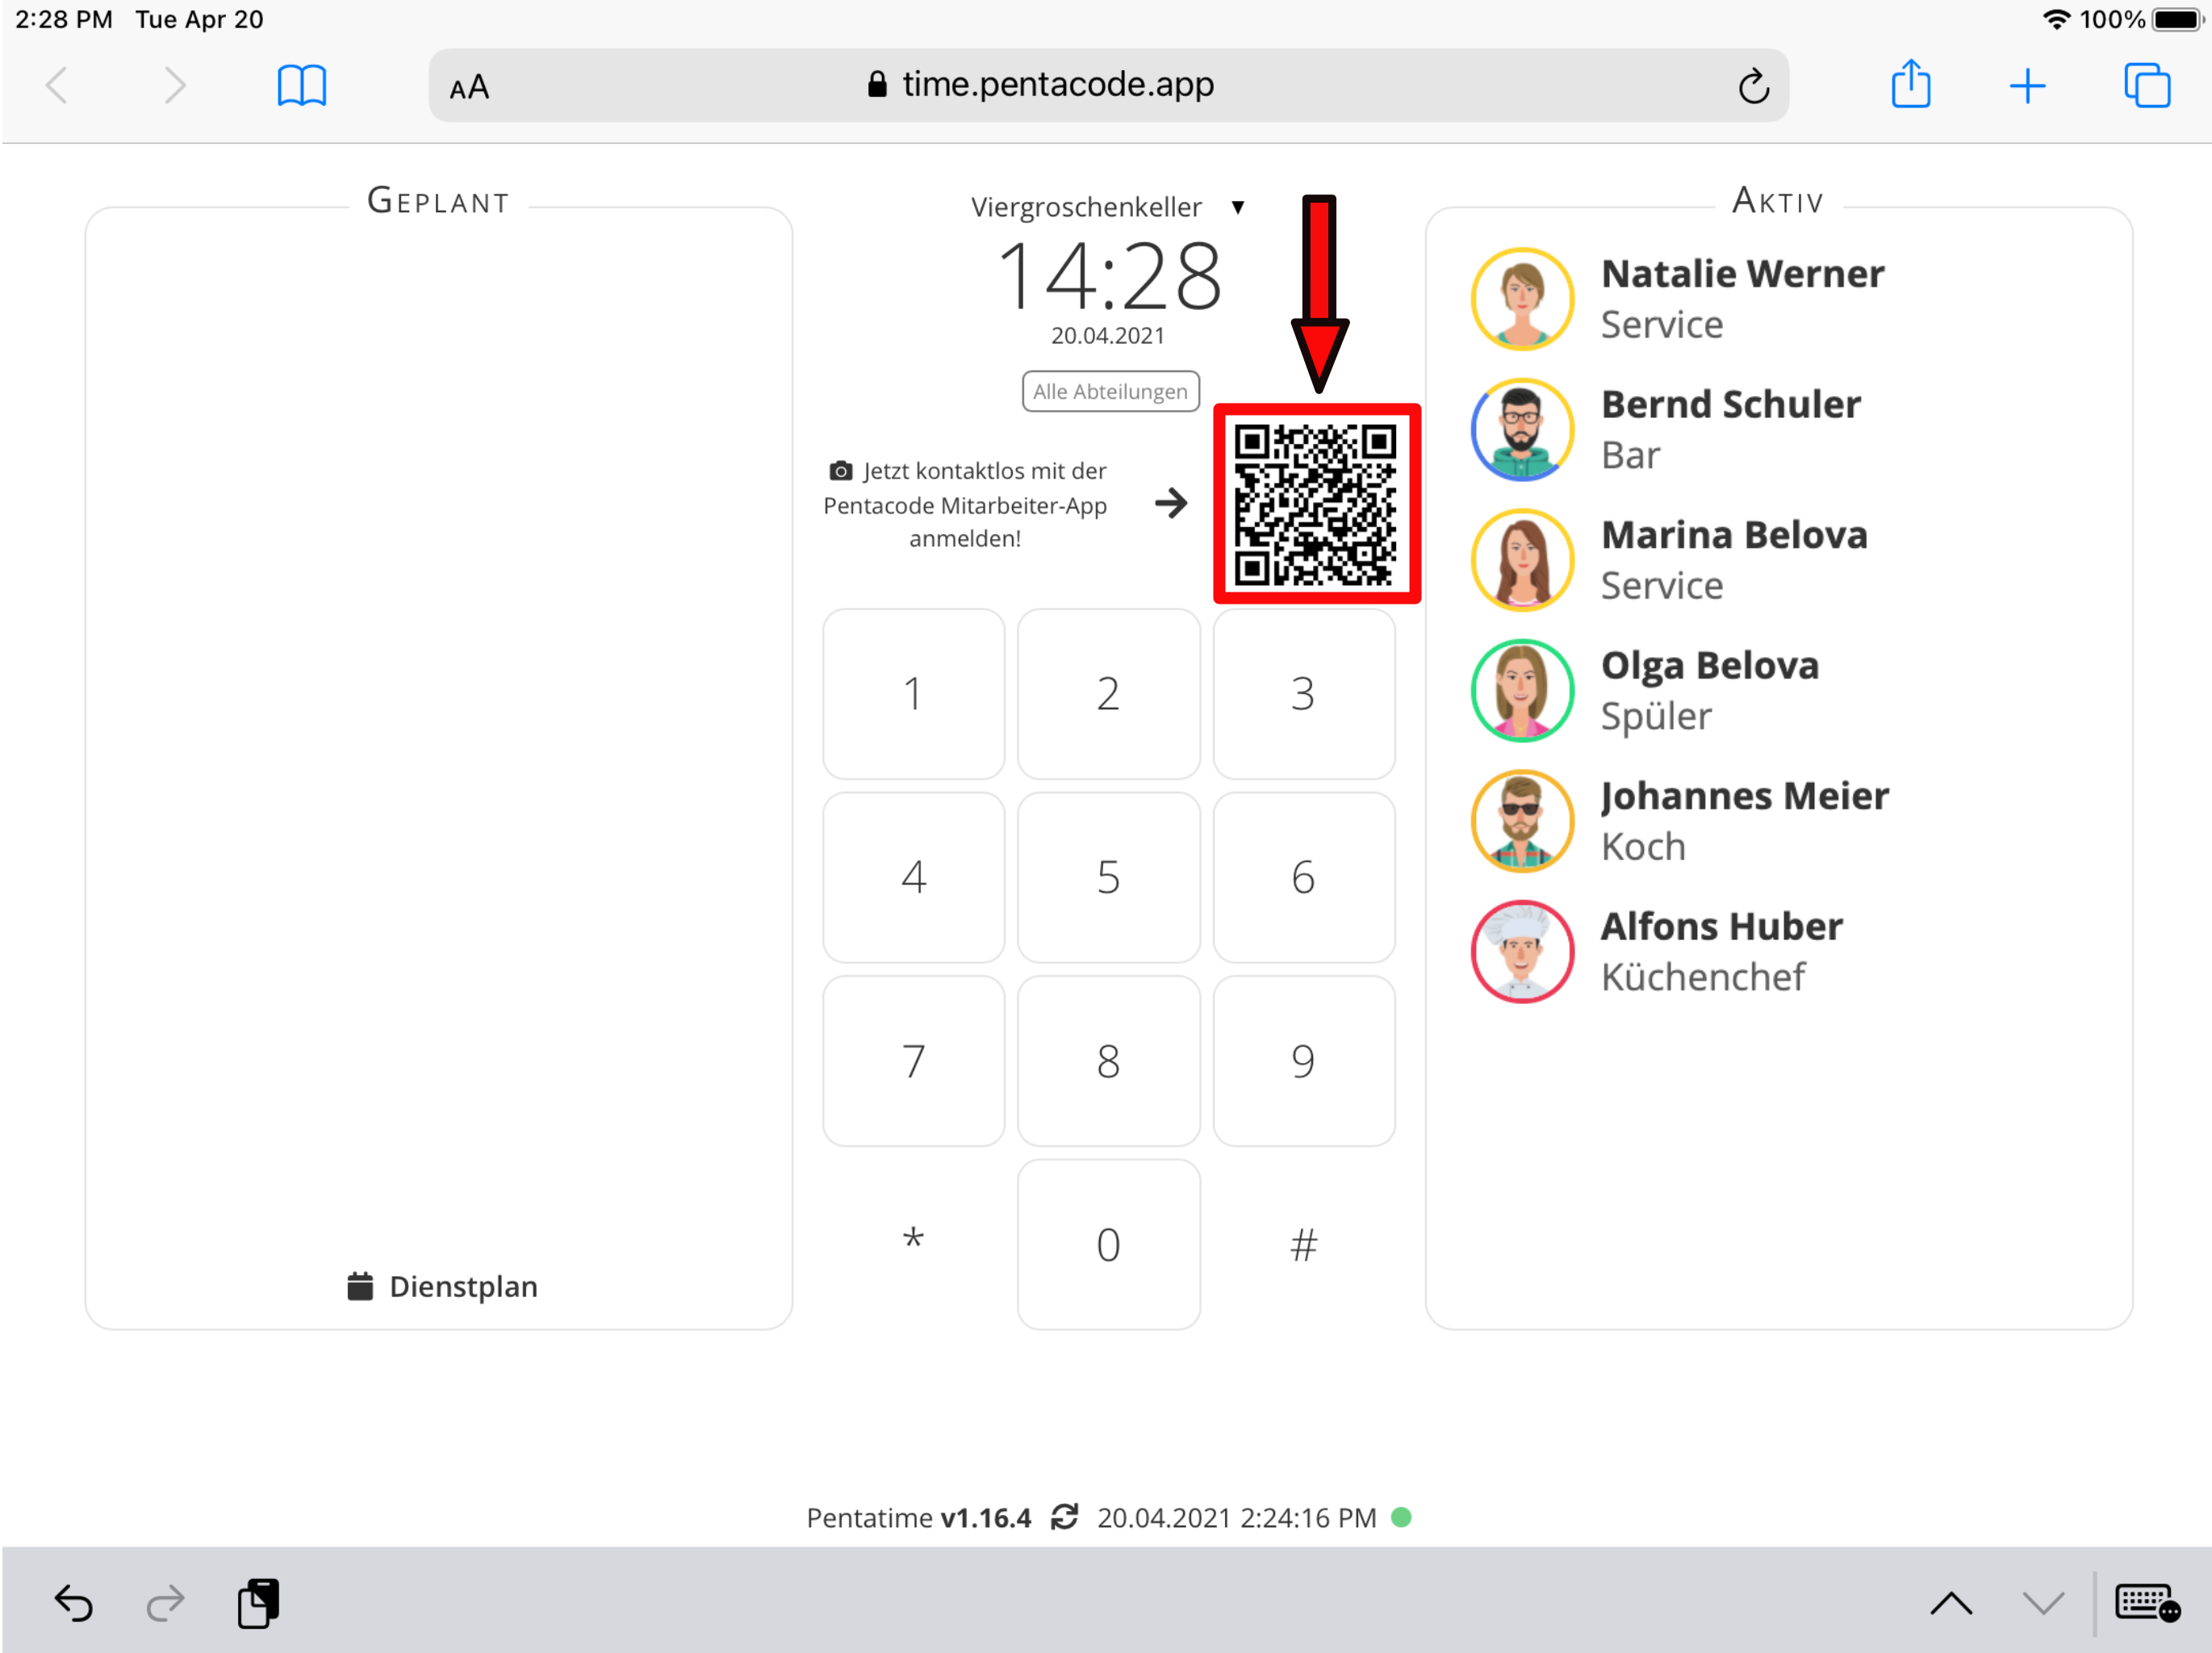 2:28 PM Tue Apr 20
100%
AA
time.pentacode.app
GEPLANT
Dienstplan
Viergroschenkeller ▼
14:28
20.04.2021
Alle Abteilungen
Jetzt kontaktlos mit der
Pentacode Mitarbeiter-App
anmelden!
1 2 3
4 5 6
7 8 9
* 0 #
AKTIV
Natalie Werner
Service
Bernd Schuler
Bar
Marina Belova
Service
Olga Belova
Spüler
Johannes Meier
Koch
Alfons Huber
Küchenchef
Pentatime v1.16.4 20.04.2021 2:24:16 PM